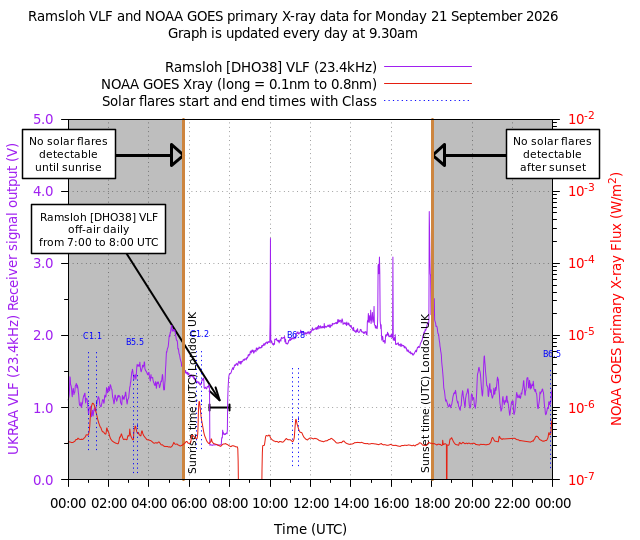 Ramsloh VLF and NOAA GOES primary X-ray data for Monday 21 September 2026
Graph is updated every day at 9.30am
Ramsloh [DHO38] VLF (23.4kHz)
NOAA GOES Xray (long = 0.1nm to 0.8nm)
Solar flares start and end times with Class
5.0
4.0
3.0
2.0
1.0
0.0
UKRAA VLF (23.4kHz) Receiver signal output (V)
No solar flares
detectable
until sunrise
Ramsloh [DHO38] VLF
off-air daily
from 7:00 to 8:00 UTC
C1.1
B5.5
C1.2
B6.8
B6.5
Sunrise time (UTC) London UK
Sunset time (UTC) London UK
No solar flares
detectable
after sunset
10-2
10-3
10-4
10-5
10-6
10-7
NOAA GOES primary X-ray Flux (W/m2)
00:00 02:00 04:00 06:00 08:00 10:00 12:00 14:00 16:00 18:00 20:00 22:00 00:00
Time (UTC)